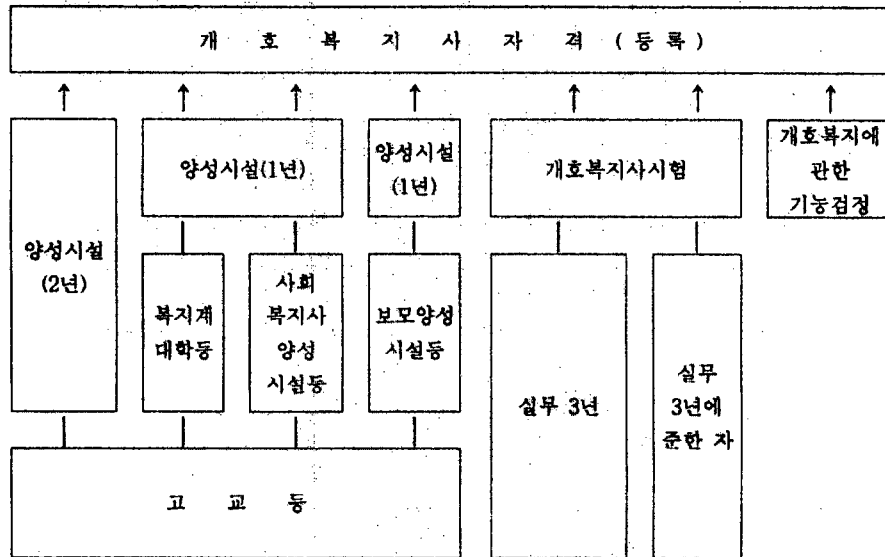 개 호 복 지 사 자 격 ( 등 록 )
양성시설
(2년)
양성시설(1년)
양성시설
(1년)
개호복지사시험
개호복지에
관한
기능검정
복지계
대학등
사회
복지사
양성
시설등
보모양성
시설등
실무 3년
실무
3년에
준한 자
고 교 등